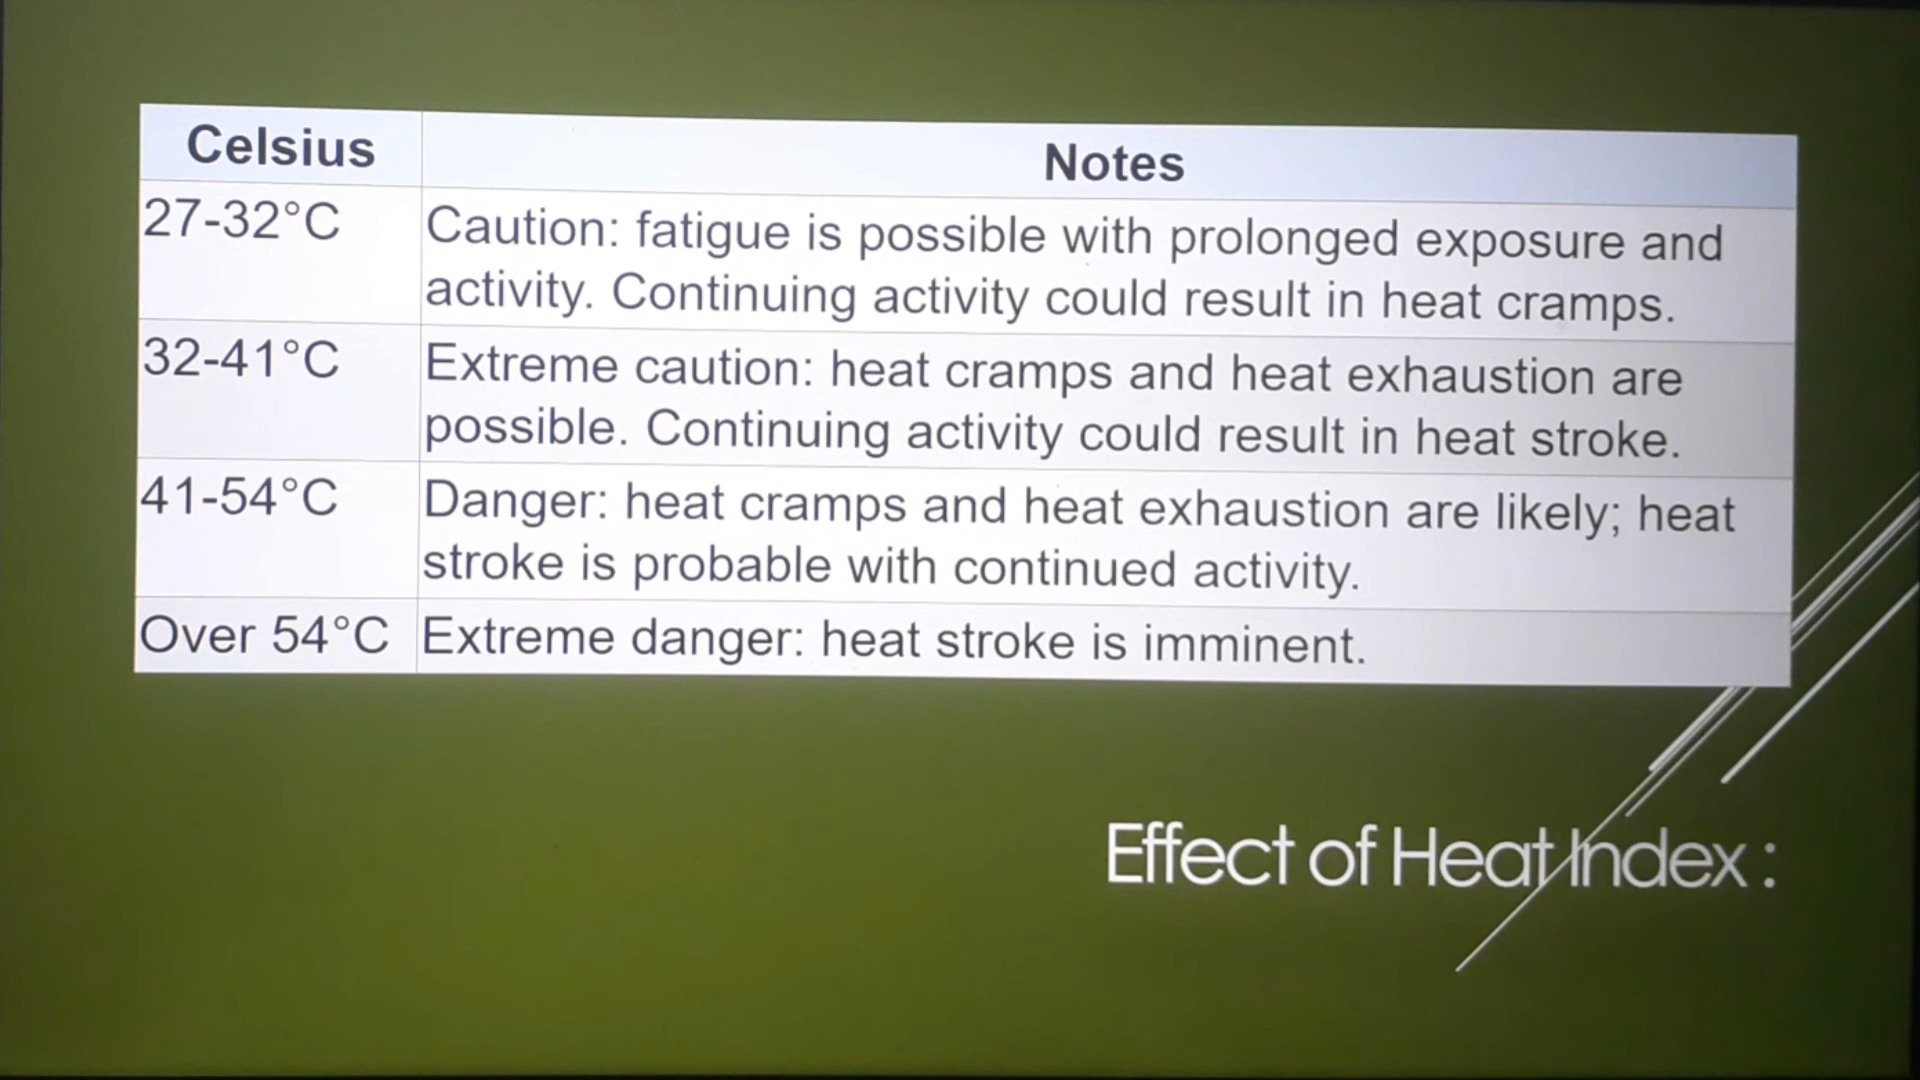 Celsius
Notes
27-32°C
Caution: fatigue is possible with prolonged exposure and
activity. Continuing activity could result in heat cramps.
32-41°C
Extreme caution: heat cramps and heat exhaustion are
possible. Continuing activity could result in heat stroke.
41-54°C
Danger: heat cramps and heat exhaustion are likely; heat
stroke is probable with continued activity.
Over 54°C
Extreme danger: heat stroke is imminent.
Effect of Heat Index :